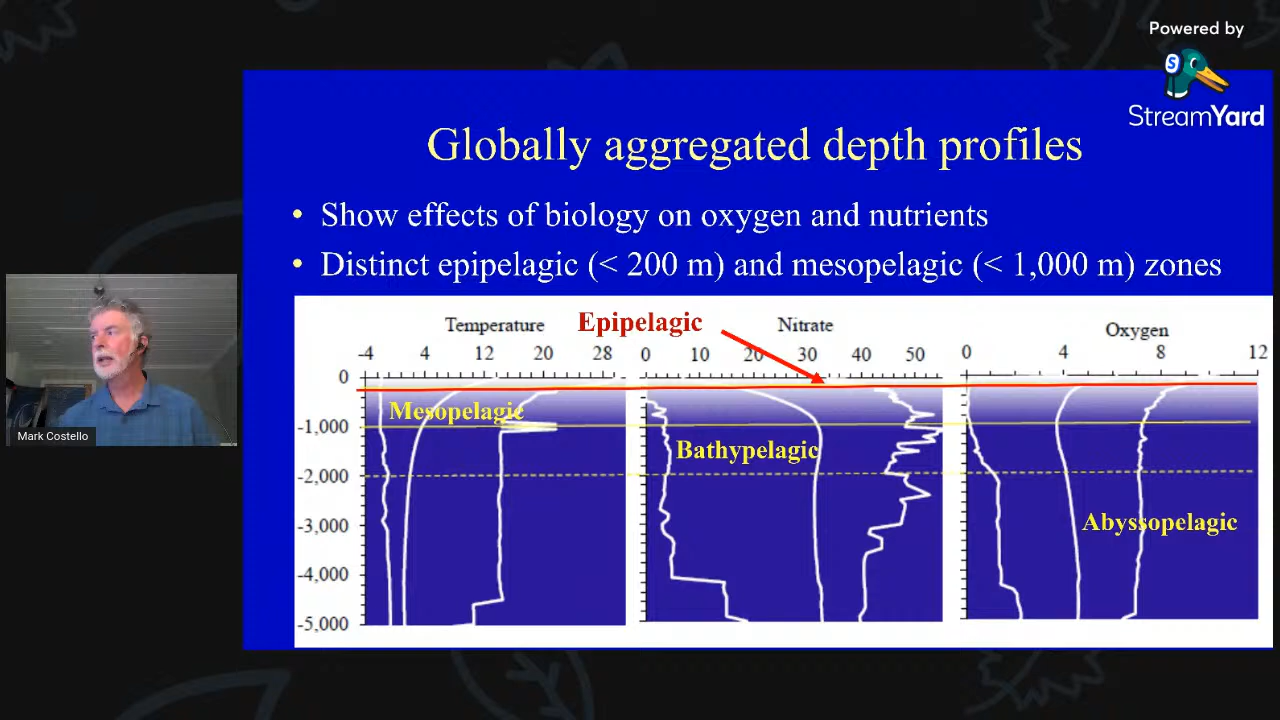 Powered by
StreamYard
Globally aggregated depth profiles
• Show effects of biology on oxygen and nutrients
• Distinct epipelagic (< 200 m) and mesopelagic (< 1,000 m) zones
Temperature
Epipelagic
Nitrate
Oxygen
-4 4 12 20 28
0 10 20 30 40 50
0 4 8 12
0
Mesopelagic
-1,000
Bathypelagic
-2,000
Abyssopelagic
-3,000
-4,000
-5,000
Mark Costello